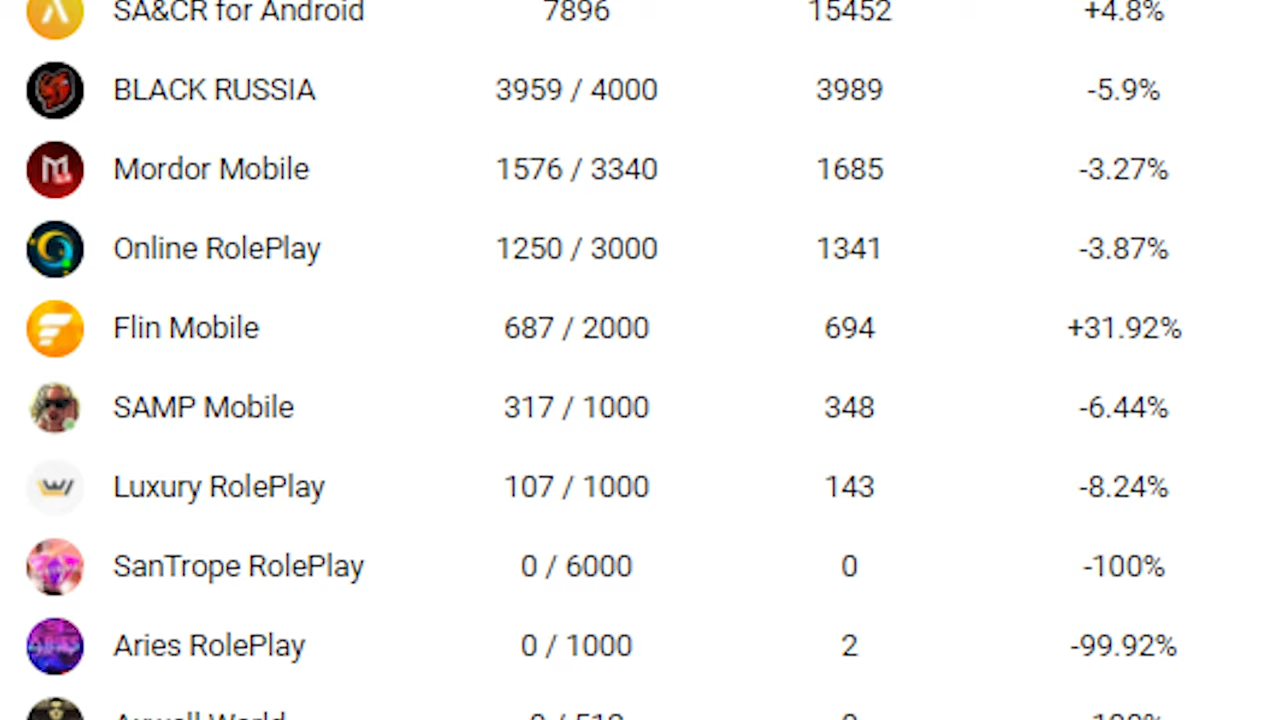 SA&CR for Android 7896 15452 +4.8%
BLACK RUSSIA 3959 / 4000 3989 -5.9%
Mordor Mobile 1576 / 3340 1685 -3.27%
Online RolePlay 1250 / 3000 1341 -3.87%
Flin Mobile 687 / 2000 694 +31.92%
SAMP Mobile 317 / 1000 348 -6.44%
Luxury RolePlay 107 / 1000 143 -8.24%
SanTrope RolePlay 0 / 6000 0 -100%
Aries RolePlay 0 / 1000 2 -99.92%
World 0 -100%